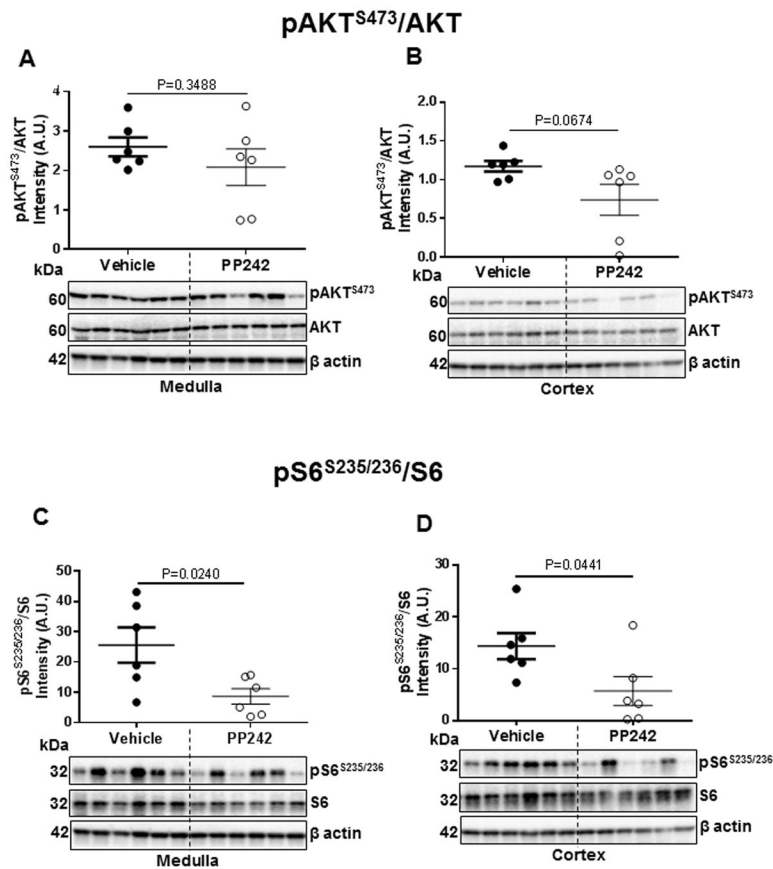 pAKTS473/AKT
A
P=0.3488
pAKTS473/AKT
Intensity (A.U.)
4
3
2
1
0
Vehicle
PP242
kDa
60
pAKTS473
60
AKT
42
β actin
Medulla
B
P=0.0674
pAKTS473/AKT
Intensity (A.U.)
1.5
1.0
0.5
0.0
2.0
Vehicle
PP242
kDa
60
pAKTS473
60
AKT
42
β actin
Cortex
pS6S235/236/S6
C
P=0.0240
pS6S235/236/S6
Intensity (A.U.)
50
40
30
20
10
0
Vehicle
PP242
kDa
32
pS6S235/236
32
S6
42
β actin
Medulla
D
P=0.0441
pS6S235/236/S6
Intensity (A.U.)
30
20
10
0
Vehicle
PP242
kDa
32
pS6S235/236
32
S6
42
β actin
Cortex